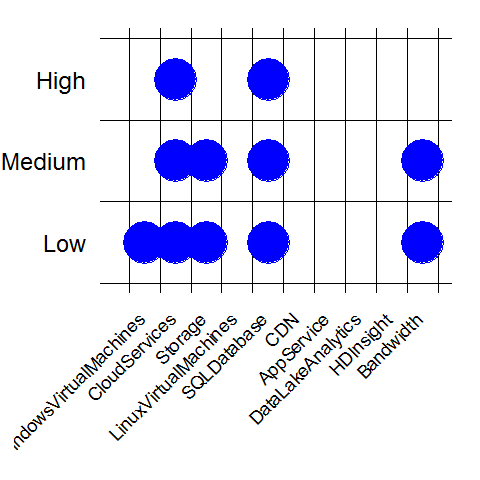 High
Medium
Low
ndowsVirtualMachines
CloudServices
Storage
LinuxVirtualMachines
SQLDatabase
CDN
AppService
DataLakeAnalytics
HDInsight
Bandwidth